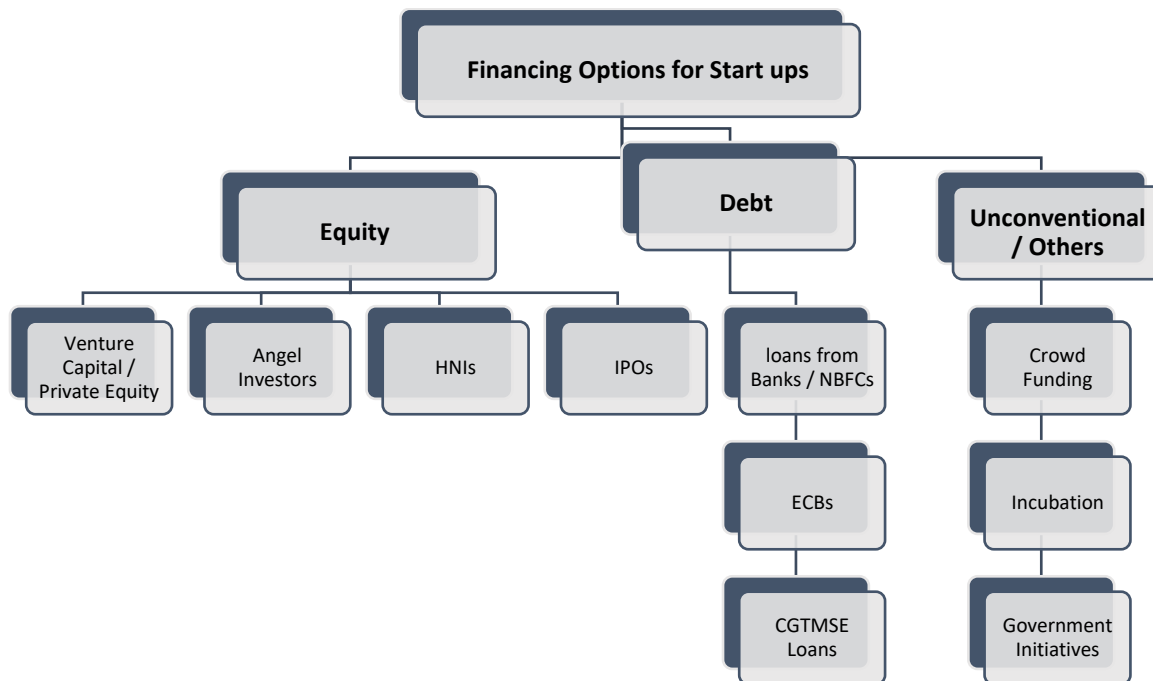 Financing Options for Start ups
Equity
Debt
Unconventional
/ Others
Venture
Capital /
Private Equity
Angel
Investors
HNIs
IPOs
loans from
Banks / NBFCs
Crowd
Funding
ECBs
Incubation
CGTMSE
Loans
Government
Initiatives